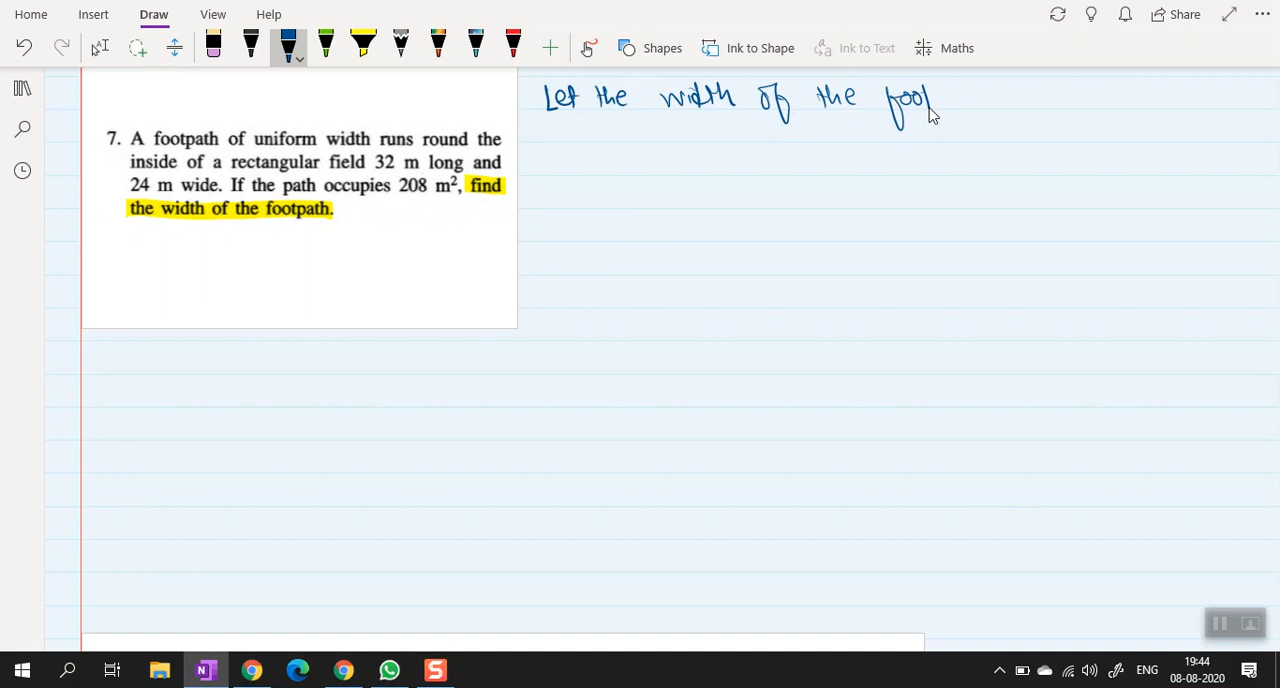 Home Insert Draw View Help
Share
Shapes Ink to Shape Ink to Text Maths
Let the width of the foot
7. A footpath of uniform width runs round the
inside of a rectangular field 32 m long and
24 m wide. If the path occupies 208 m², find
the width of the footpath.
ENG
19:44
08-08-2020